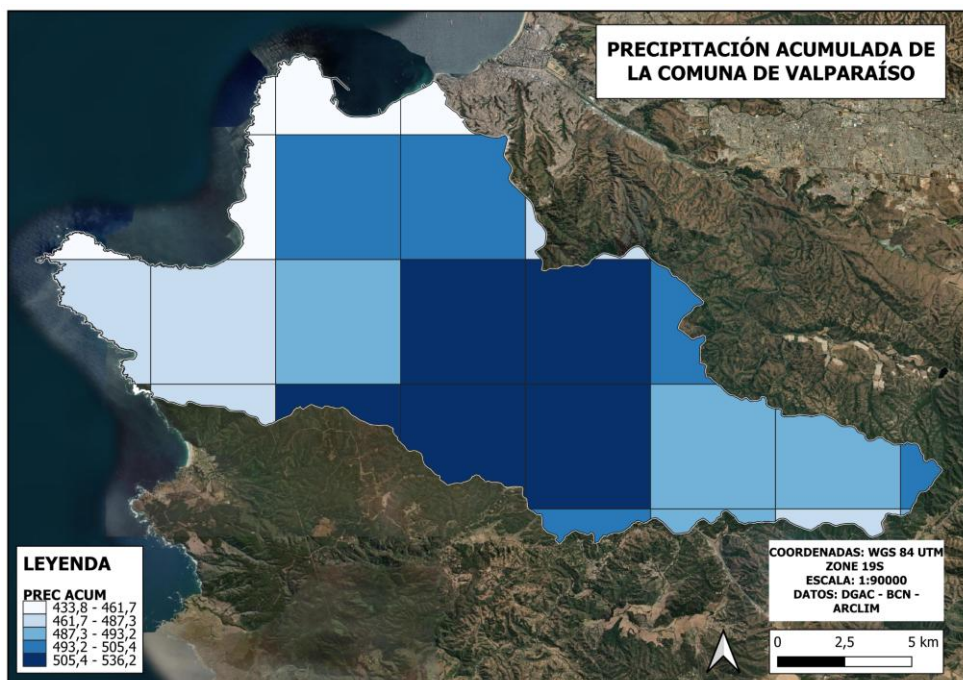 PRECIPITACIÓN ACUMULADA DE
LA COMUNA DE VALPARAÍSO
LEYENDA
PREC ACUM
433,8 - 461,7
461,7 - 487,3
487,3 - 493,2
493,2 - 505,4
505,4 - 536,2
COORDENADAS: WGS 84 UTM
ZONE 19S
ESCALA: 1:90000
DATOS: DGAC - BCN -
ARCLIM
0 2,5 5 km